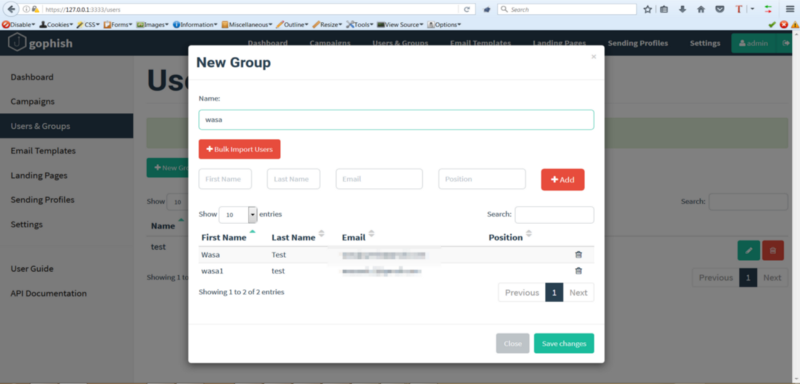 https://127.0.0.1:3333/users
Search
Disable Cookies CSS Forms Images Information Miscellaneous Outline Resize Tools View Source Options
gophish
Dashboard Campaigns Users & Groups Email Templates Landing Pages Sending Profiles Settings admin
Dashboard
Campaigns
Users & Groups
Email Templates
Landing Pages
Sending Profiles
Settings
User Guide
API Documentation
Use
New Gro
Show 10
Search:
Name
test
Showing 1 to
Previous 1 Next
New Group ×
Name:
wasa
Bulk Import Users
First Name Last Name Email Position Add
Show 10 entries Search:
First Name Last Name Email Position
Wasa Test
wasa1 test
Showing 1 to 2 of 2 entries
Previous 1 Next
Close Save changes